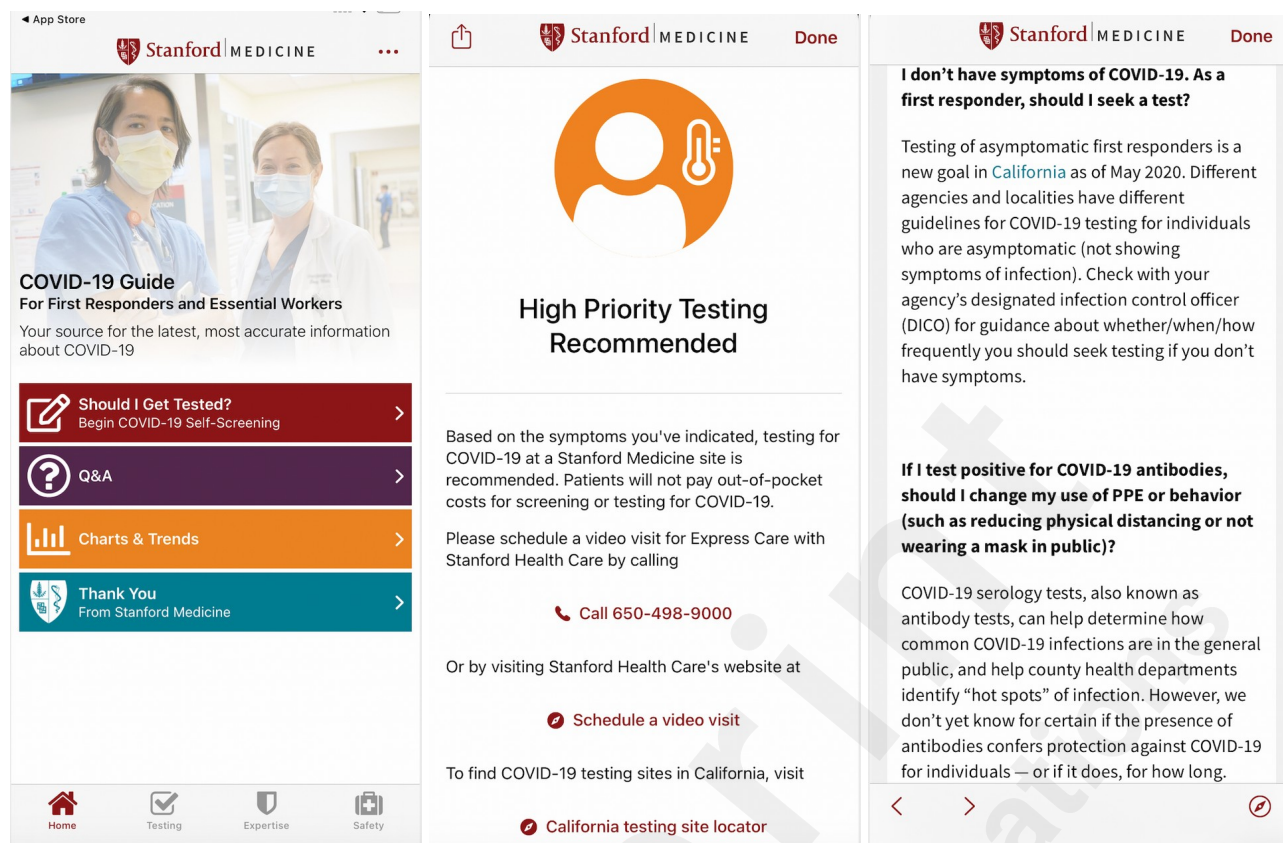 App Store
Stanford MEDICINE
COVID-19 Guide
For First Responders and Essential Workers
Your source for the latest, most accurate information
about COVID-19
Should I Get Tested?
Begin COVID-19 Self-Screening
Q&A
Charts & Trends
Thank You
From Stanford Medicine
Home
Testing
Expertise
Safety
Stanford MEDICINE
Done
High Priority Testing
Recommended
Based on the symptoms you've indicated, testing for
COVID-19 at a Stanford Medicine site is
recommended. Patients will not pay out-of-pocket
costs for screening or testing for COVID-19.
Please schedule a video visit for Express Care with
Stanford Health Care by calling
Call 650-498-9000
Or by visiting Stanford Health Care's website at
Schedule a video visit
To find COVID-19 testing sites in California, visit
California testing site locator
Stanford MEDICINE
Done
I don't have symptoms of COVID-19. As a
first responder, should I seek a test?
Testing of asymptomatic first responders is a
new goal in California as of May 2020. Different
agencies and localities have different
guidelines for COVID-19 testing for individuals
who are asymptomatic (not showing
symptoms of infection). Check with your
agency's designated infection control officer
(DICO) for guidance about whether/when/how
frequently you should seek testing if you don't
have symptoms.
If I test positive for COVID-19 antibodies,
should I change my use of PPE or behavior
(such as reducing physical distancing or not
wearing a mask in public)?
COVID-19 serology tests, also known as
antibody tests, can help determine how
common COVID-19 infections are in the general
public, and help county health departments
identify "hot spots" of infection. However, we
don't yet know for certain if the presence of
antibodies confers protection against COVID-19
for individuals — or if it does, for how long.